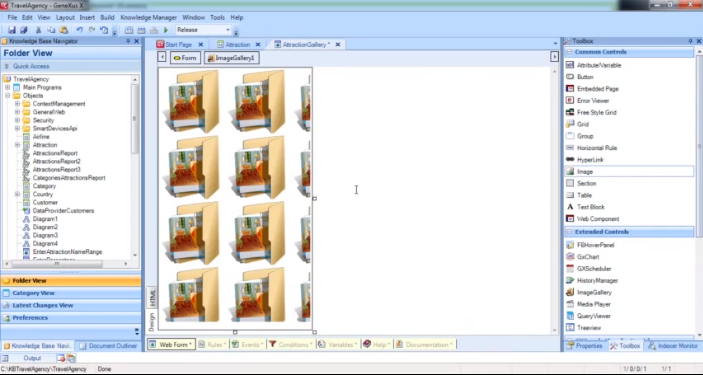 TravelAgency - GeneXus X
File Edit View Layout Insert Build Knowledge Manager Window Tools Help
Release
Knowledge Base Navigator
Folder View
Quick Access
TravelAgency
Main Programs
Objects
ContextManagement
GeneralWeb
Security
SmartDevicesApi
Airline
Attraction
AttractionsReport
AttractionsReport2
AttractionsReport3
CategoriesAttractionsReport
Category
Country
Customer
DataProviderCustomers
Diagram1
Diagram2
Diagram3
Diagram4
EnterAttractionNameRange
Folder View
Category View
Latest Changes View
Preferences
Knowledge Base Navi.. Document Outliner
Start Page Attraction AttractionGallery *
Form ImageGallery1
HTML
Design
Web Form * Rules * Events * Conditions * Variables * Help * Documentation *
Toolbox
Common Controls
Attribute/Variable
Button
Embedded Page
Error Viewer
Free Style Grid
Grid
Group
Horizontal Rule
HyperLink
Image
Section
Table
A Text Block
Web Component
Extended Controls
FBHoverPanel
GxChart
GXScheduler
HistoryManager
ImageGallery
Media Player
QueryViewer
Treeview
Properties Toolbox Indexer Monitor
Output
C:\KBTravelAgency\TravelAgency Done 1/0/0/1 1/1